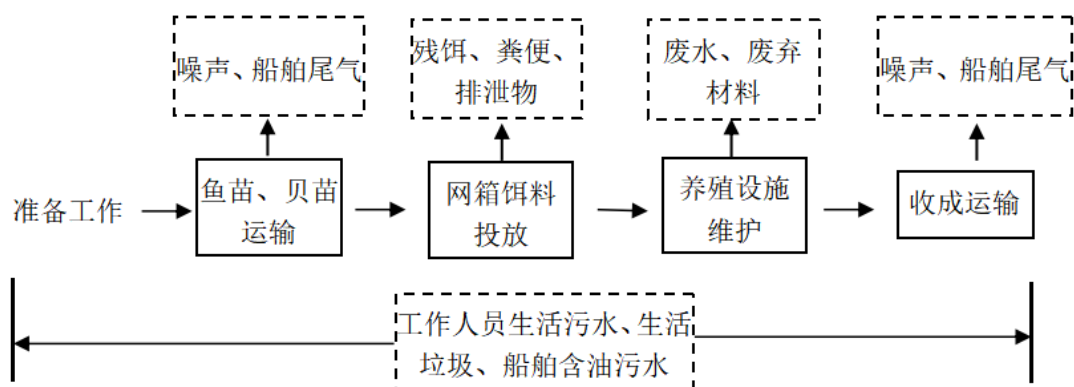 噪声、船舶尾气
残饵、粪便、
排泄物
废水、废弃
材料
噪声、船舶尾气
准备工作
鱼苗、贝苗
运输
网箱饵料
投放
养殖设施
维护
收成运输
工作人员生活污水、生活
垃圾、船舶含油污水